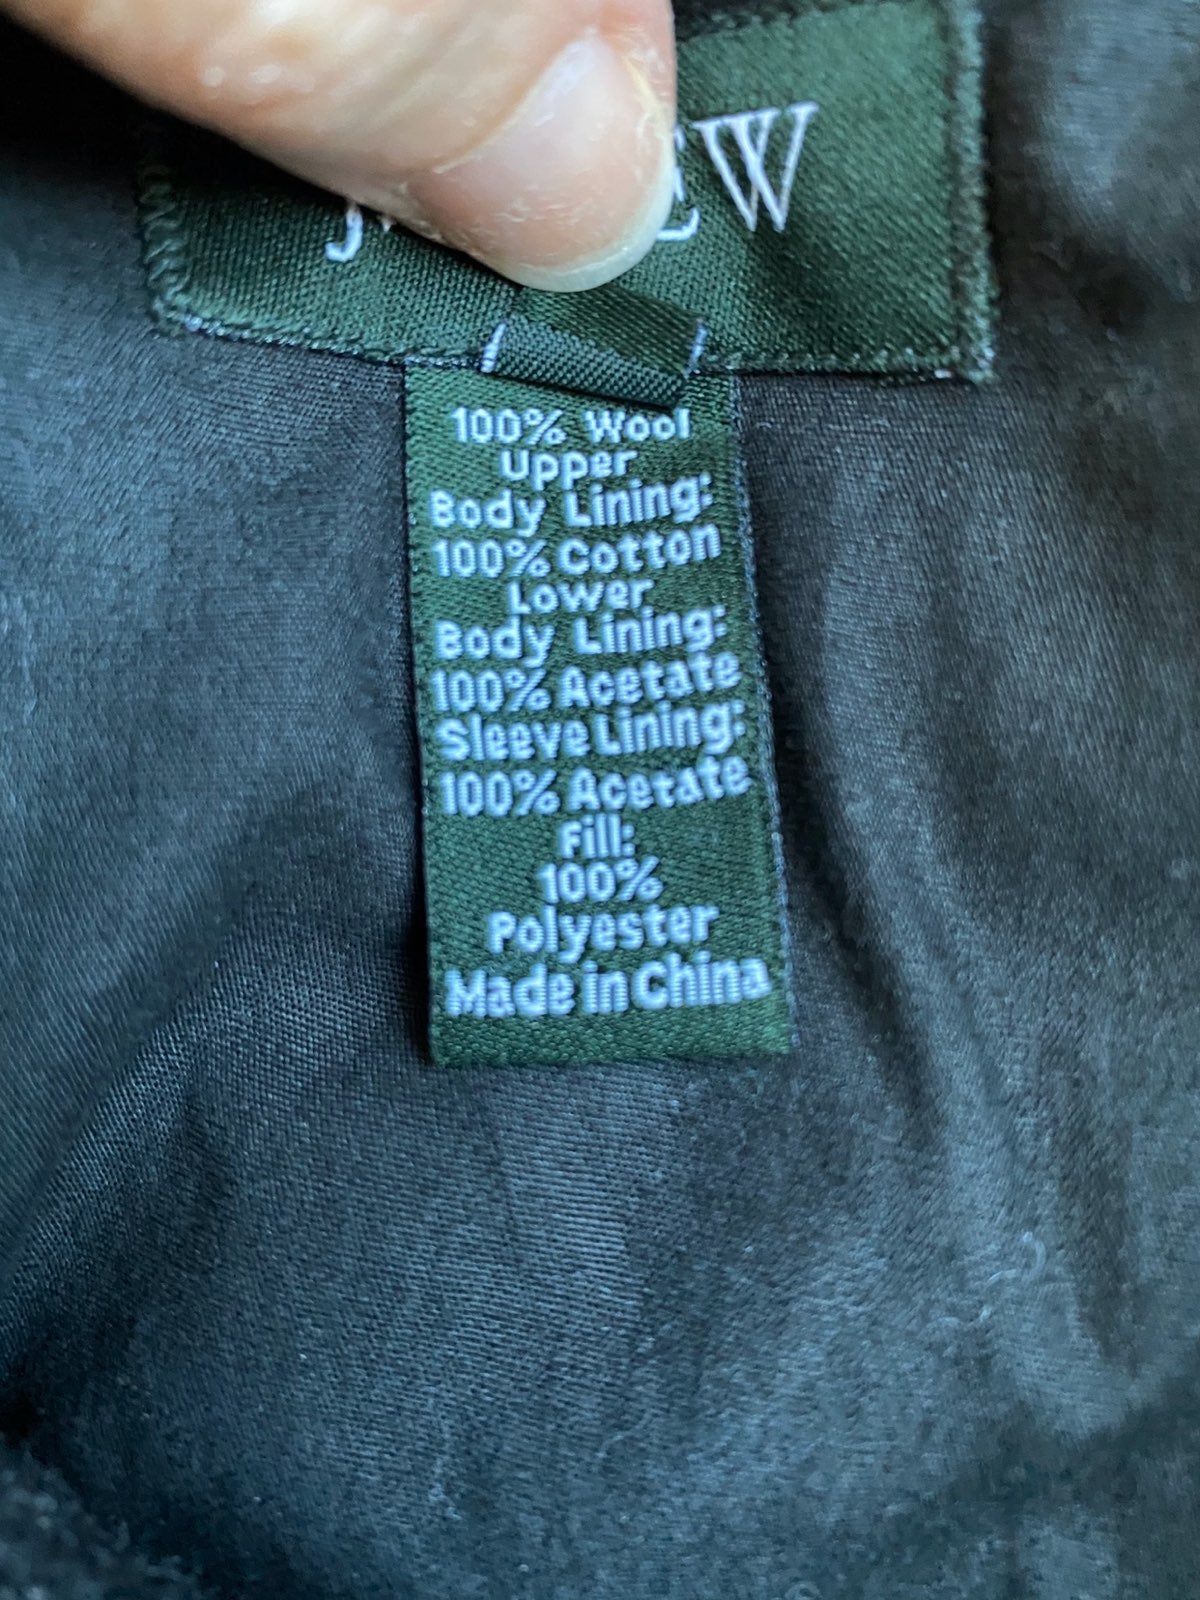 100% Wool
Upper
Body Lining:
100% Cotton
Lower
Body Lining:
100% Acetate
Sleeve Lining:
100% Acetate
Fill:
100%
Polyester
Made in China